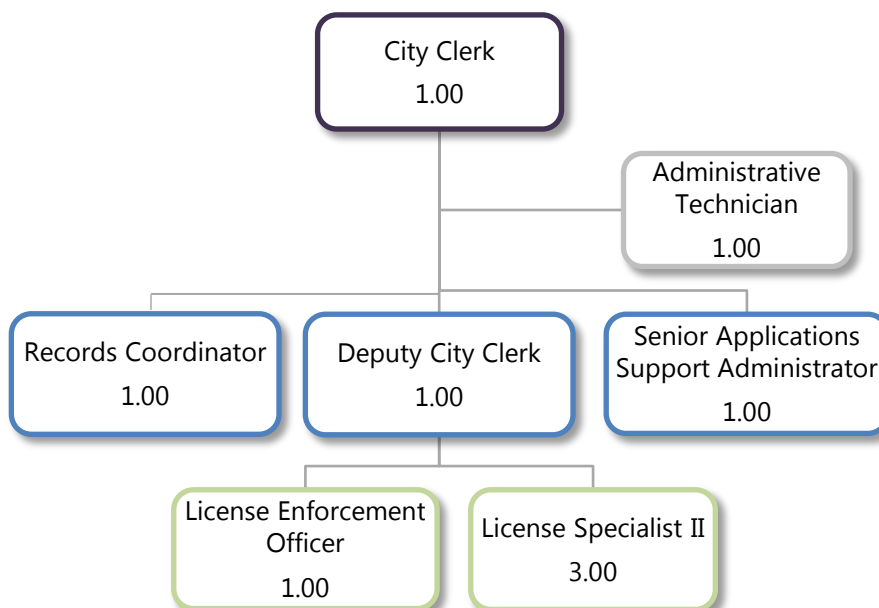 City Clerk
1.00
Administrative
Technician
1.00
Records Coordinator
1.00
Deputy City Clerk
1.00
Senior Applications
Support Administrator
1.00
License Enforcement
Officer
1.00
License Specialist II
3.00